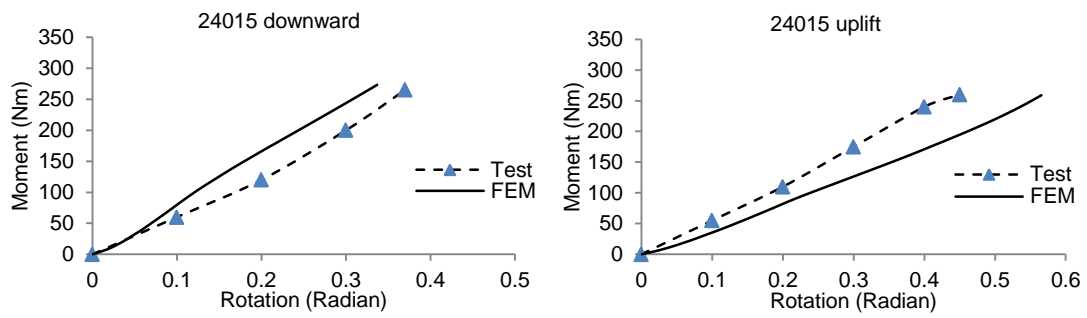 24015 downward
Moment (Nm)
350
300
250
200
150
100
50
0
0 0.1 0.2 0.3 0.4 0.5
Rotation (Radian)
Test
FEM
24015 uplift
Moment (Nm)
350
300
250
200
150
100
50
0
0 0.1 0.2 0.3 0.4 0.5 0.6
Rotation (Radian)
Test
FEM